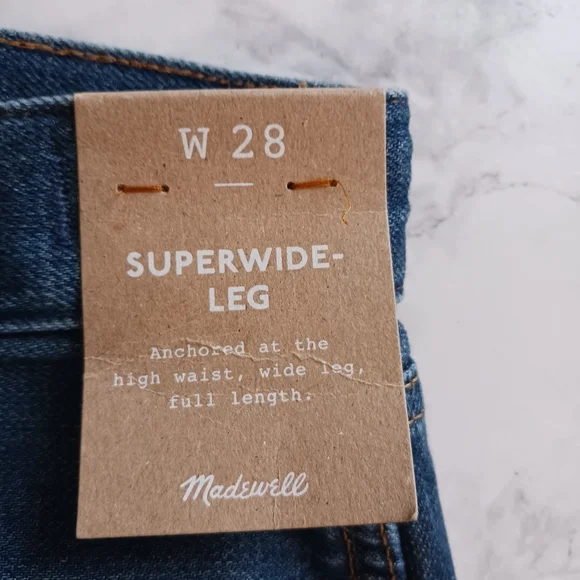 W 28
SUPERWIDE-
LEG
Anchored at the
high waist, wide leg,
full length.
Madewell